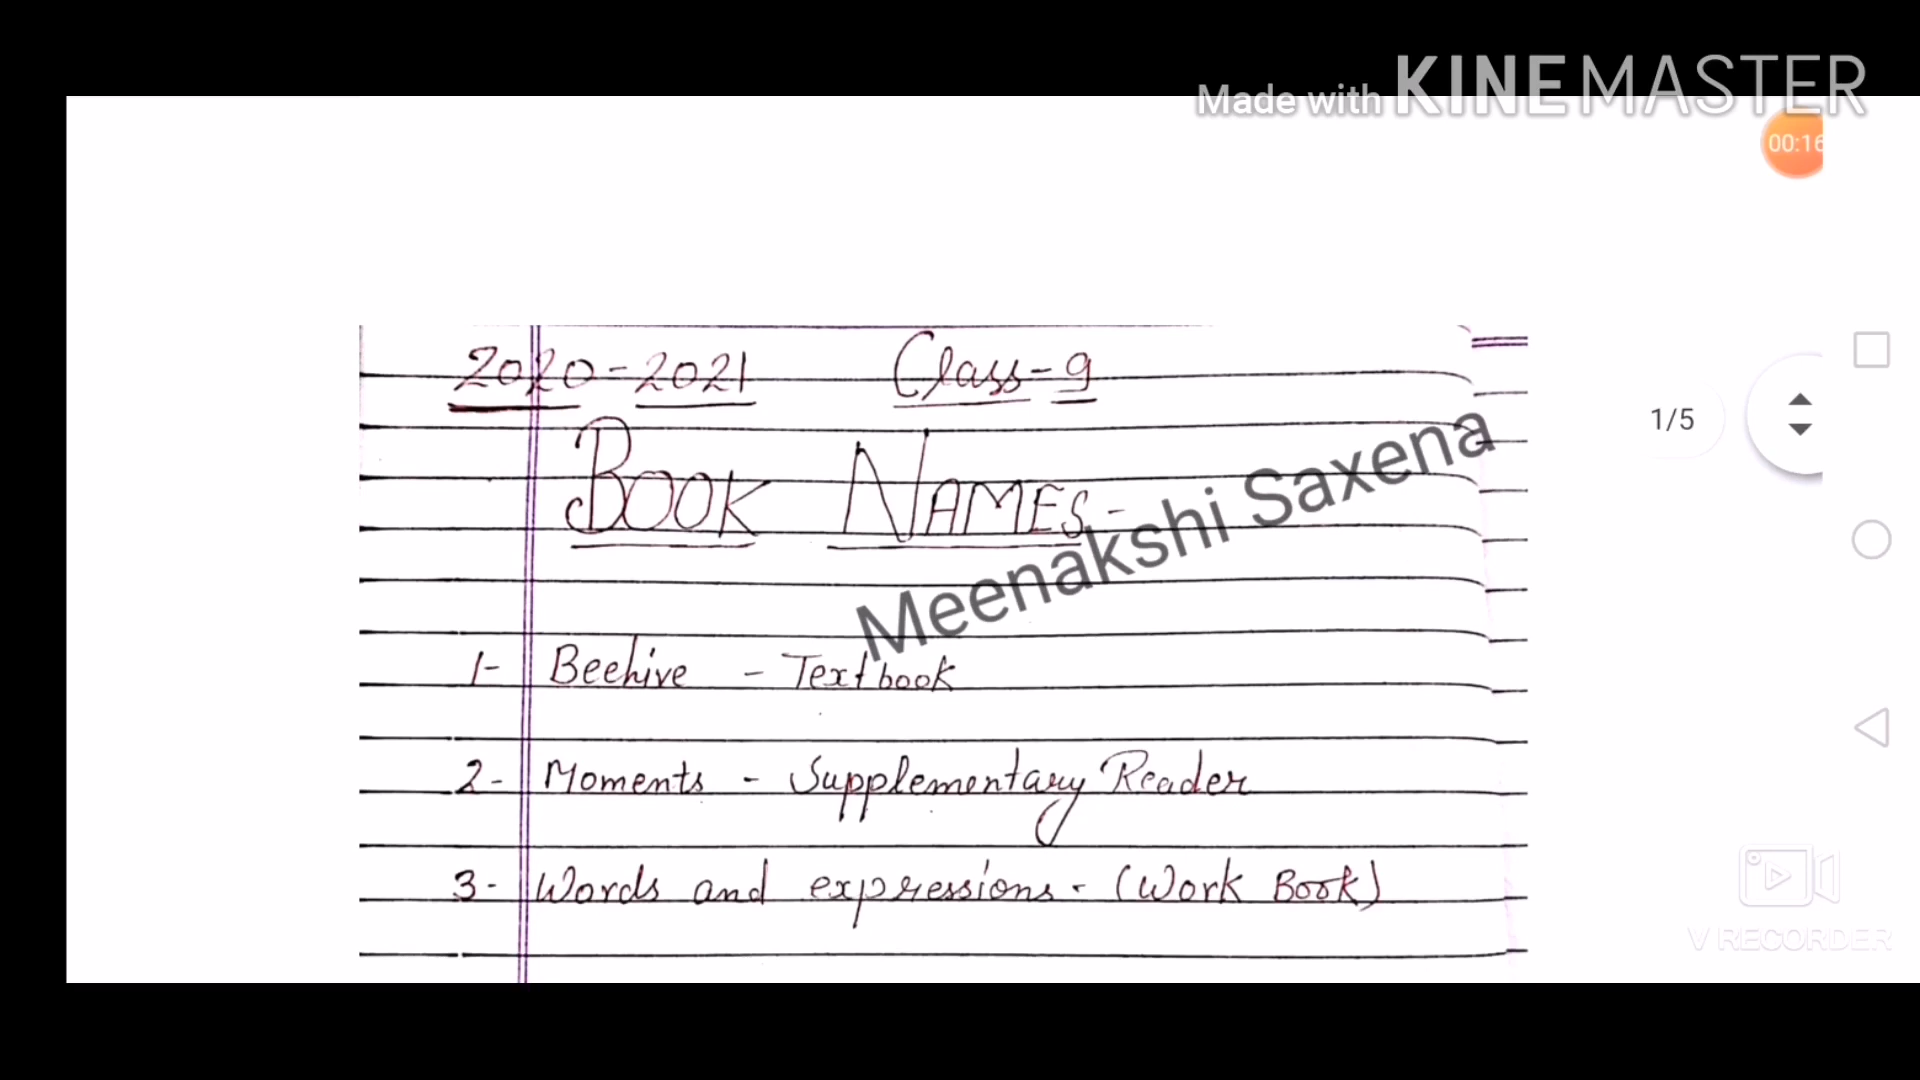 Made with KINEMASTER
00:16
2020-2021 Class-9
1/5
BOOK NAMES-
Meenakshi Saxena
1- Beehive - Textbook
2- Moments - Supplementary Reader
3- Words and expressions - (Work Book)
V RECORDER